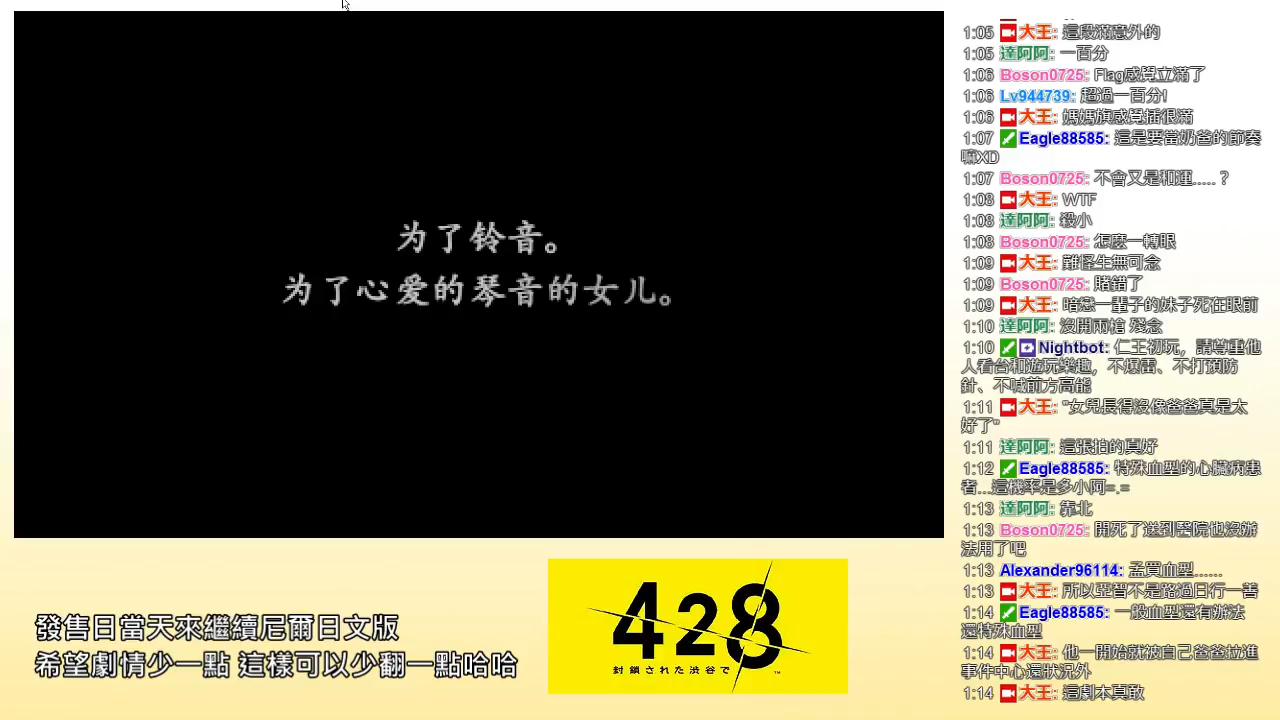 为了铃音。
为了心爱的琴音的女儿。
發售日當天來繼續尼爾日文版
希望劇情少一點 這樣可以少翻一點哈哈
428
封鎖された渋谷で
TM
1:05 大王: 這段滿意外的
1:05 達阿阿: 一百分
1:06 Boson0725: Flag感覺立滿了
1:06 Lv944739: 超過一百分!
1:06 大王: 媽媽旗感覺插很滿
1:07 Eagle88585: 這是要當奶爸的節奏
嘛XD
1:07 Boson0725: 不會又是和運.....？
1:08 大王: WTF
1:08 達阿阿: 殺小
1:08 Boson0725: 怎麼一轉眼
1:09 大王: 難怪生無可念
1:09 Boson0725: 賭錯了
1:09 大王: 暗戀一輩子的妹子死在眼前
1:10 達阿阿: 沒開兩槍 殘念
1:10 Nightbot: 仁王初玩，請尊重他
人看台和遊玩樂趣，不爆雷、不打預防
針、不喊前方高能
1:11 大王: "女兒長得沒像爸爸真是太
好了"
1:11 達阿阿: 這張拍的真好
1:12 Eagle88585: 特殊血型的心臟病患
者...這機率是多小阿=.=
1:13 達阿阿: 靠北
1:13 Boson0725: 開死了送到醫院也沒辦
法用了吧
1:13 Alexander96114: 孟買血型......
1:13 大王: 所以亞智不是路過日行一善
1:14 Eagle88585: 一般血型還有辦法
還特殊血型
1:14 大王: 他一開始就被自己爸爸拉進
事件中心還狀況外
1:14 大王: 這劇本真敢